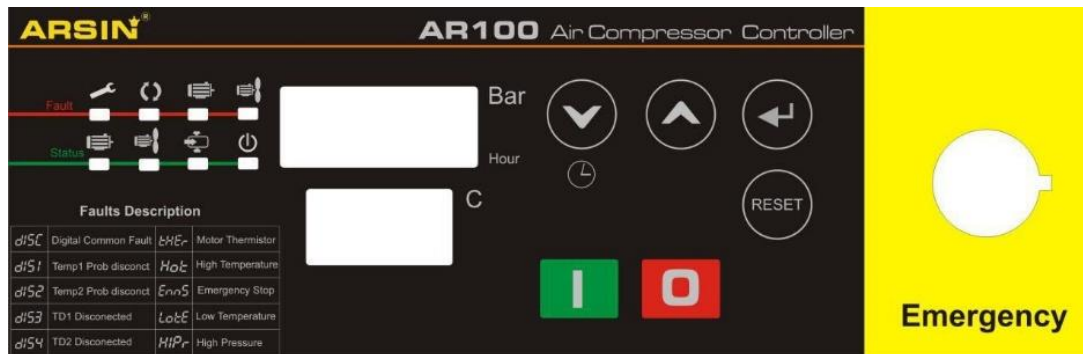 ARSIN®
AR100 Air Compressor Controller
Fault
Status
Bar
Hour
C
RESET
I
O
Emergency
Faults Description
dISC Digital Common Fault tHEr Motor Thermistor
dIS1 Temp1 Prob disconct Hot High Temperature
dIS2 Temp2 Prob disconct EnnS Emergency Stop
dIS3 TD1 Disconected LotE Low Temperature
dIS4 TD2 Disconected HIPr High Pressure